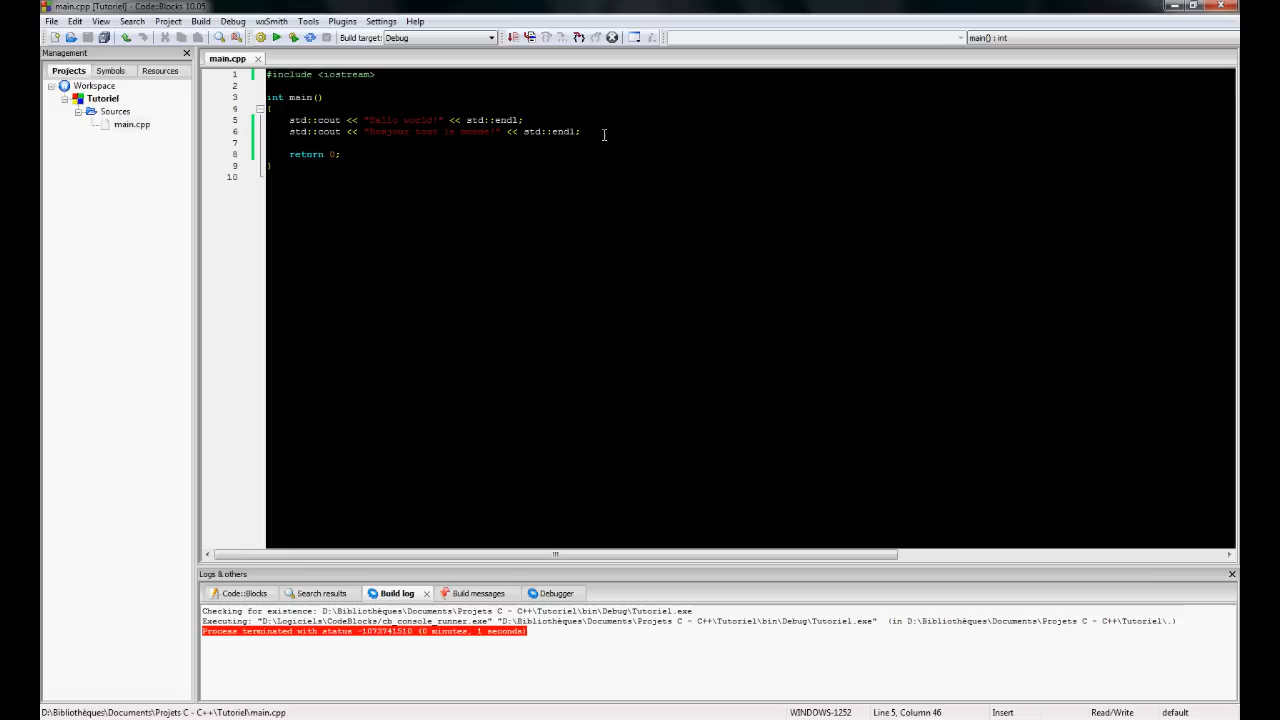 main.cpp [Tutoriel] - Code::Blocks 10.05
File Edit View Search Project Build Debug wxSmith Tools Plugins Settings Help
Build target: Debug main() : int
Management
Projects Symbols Resources
Workspace
Tutoriel
Sources
main.cpp
main.cpp
1 #include <iostream>
2
3 int main()
4 {
5 std::cout << "Hello world!" << std::endl;
6 std::cout << "Bonjour tout le monde!" << std::endl;
7
8 return 0;
9 }
10
Logs & others
Code::Blocks Search results Build log Build messages Debugger
Checking for existence: D:\Bibliothèques\Documents\Projets C - C++\Tutoriel\bin\Debug\Tutoriel.exe
Executing: "D:\Logiciels\CodeBlocks/cb_console_runner.exe" "D:\Bibliothèques\Documents\Projets C - C++\Tutoriel\bin\Debug\Tutoriel.exe" (in D:\Bibliothèques\Documents\Projets C - C++\Tutoriel\.)
Process terminated with status -1073741510 (0 minutes, 1 seconds)
D:\Bibliothèques\Documents\Projets C - C++\Tutoriel\main.cpp WINDOWS-1252 Line 5, Column 46 Insert Read/Write default